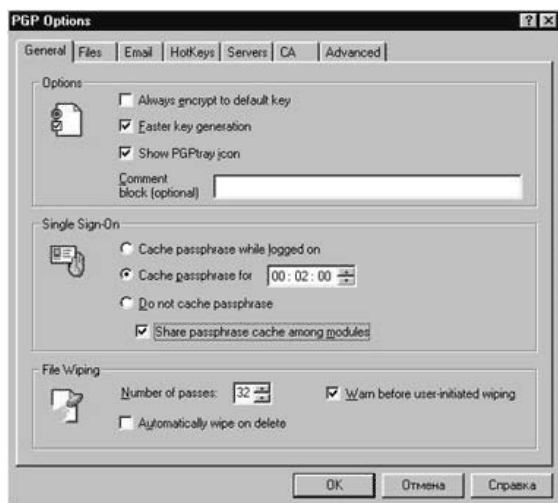 PGP Options
General Files Email HotKeys Servers CA Advanced
Options
Always encrypt to default key
Faster key generation
Show PGPtray icon
Comment
block (optional)
Single Sign-On
Cache passphrase while logged on
Cache passphrase for 00 : 02 : 00
Do not cache passphrase
Share passphrase cache among modules
File Wiping
Number of passes: 32 Warn before user-initiated wiping
Automatically wipe on delete
OK Отмена Справка